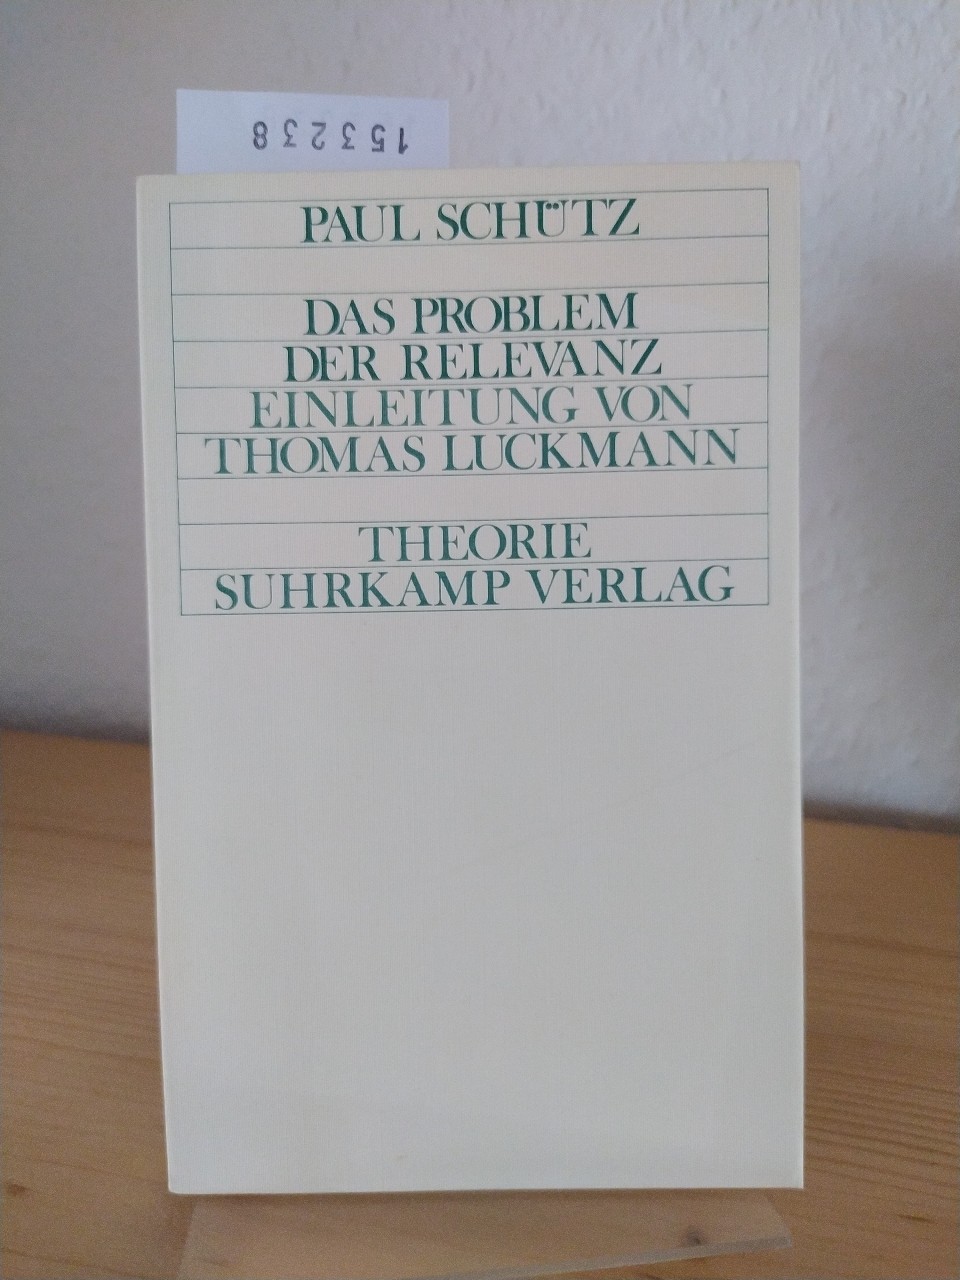 153238
PAUL SCHÜTZ
DAS PROBLEM
DER RELEVANZ
EINLEITUNG VON
THOMAS LUCKMANN
THEORIE
SUHRKAMP VERLAG